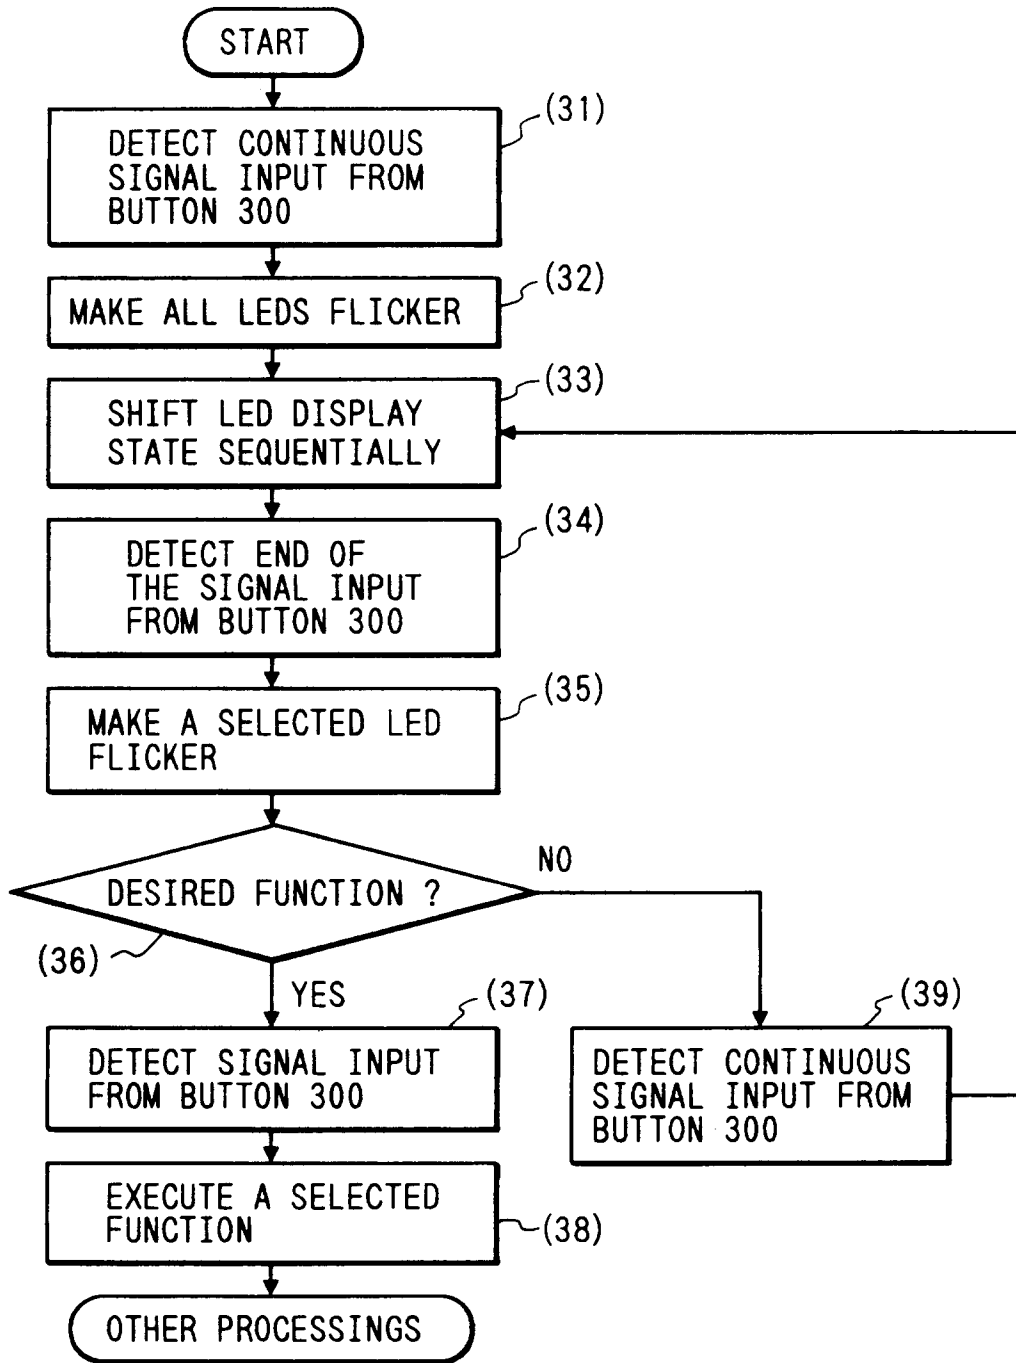 START
(31)
DETECT CONTINUOUS
SIGNAL INPUT FROM
BUTTON 300
(32)
MAKE ALL LEDS FLICKER
(33)
SHIFT LED DISPLAY
STATE SEQUENTIALLY
(34)
DETECT END OF
THE SIGNAL INPUT
FROM BUTTON 300
(35)
MAKE A SELECTED LED
FLICKER
NO
DESIRED FUNCTION ?
(36)
YES
(37)
DETECT SIGNAL INPUT
FROM BUTTON 300
(39)
DETECT CONTINUOUS
SIGNAL INPUT FROM
BUTTON 300
EXECUTE A SELECTED
FUNCTION
(38)
OTHER PROCESSINGS